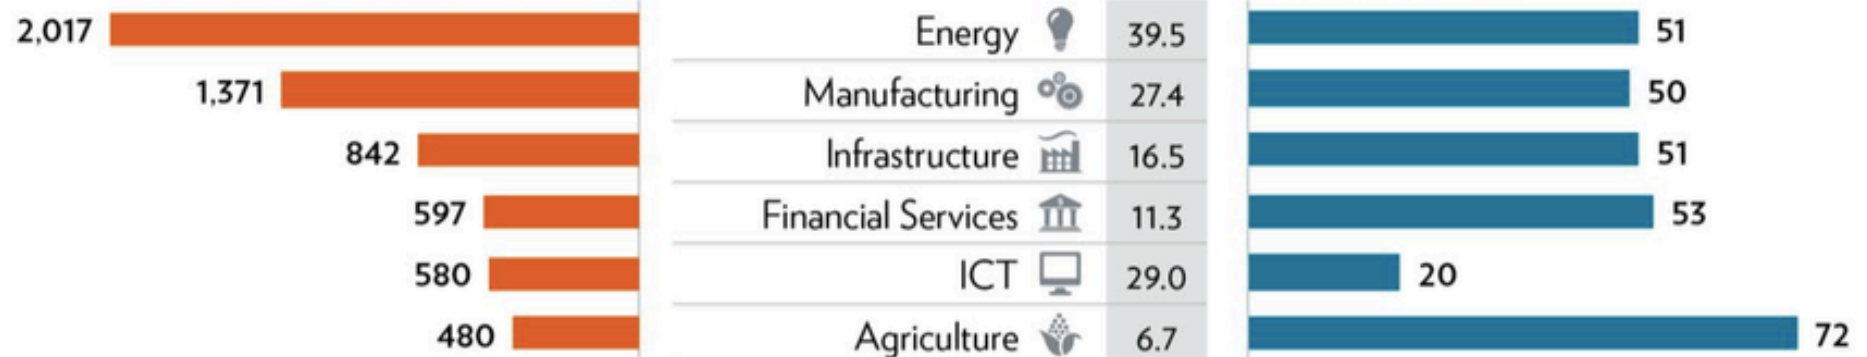 2,017 Energy 39.5 51
1,371 Manufacturing 27.4 50
842 Infrastructure 16.5 51
597 Financial Services 11.3 53
580 ICT 29.0 20
480 Agriculture 6.7 72